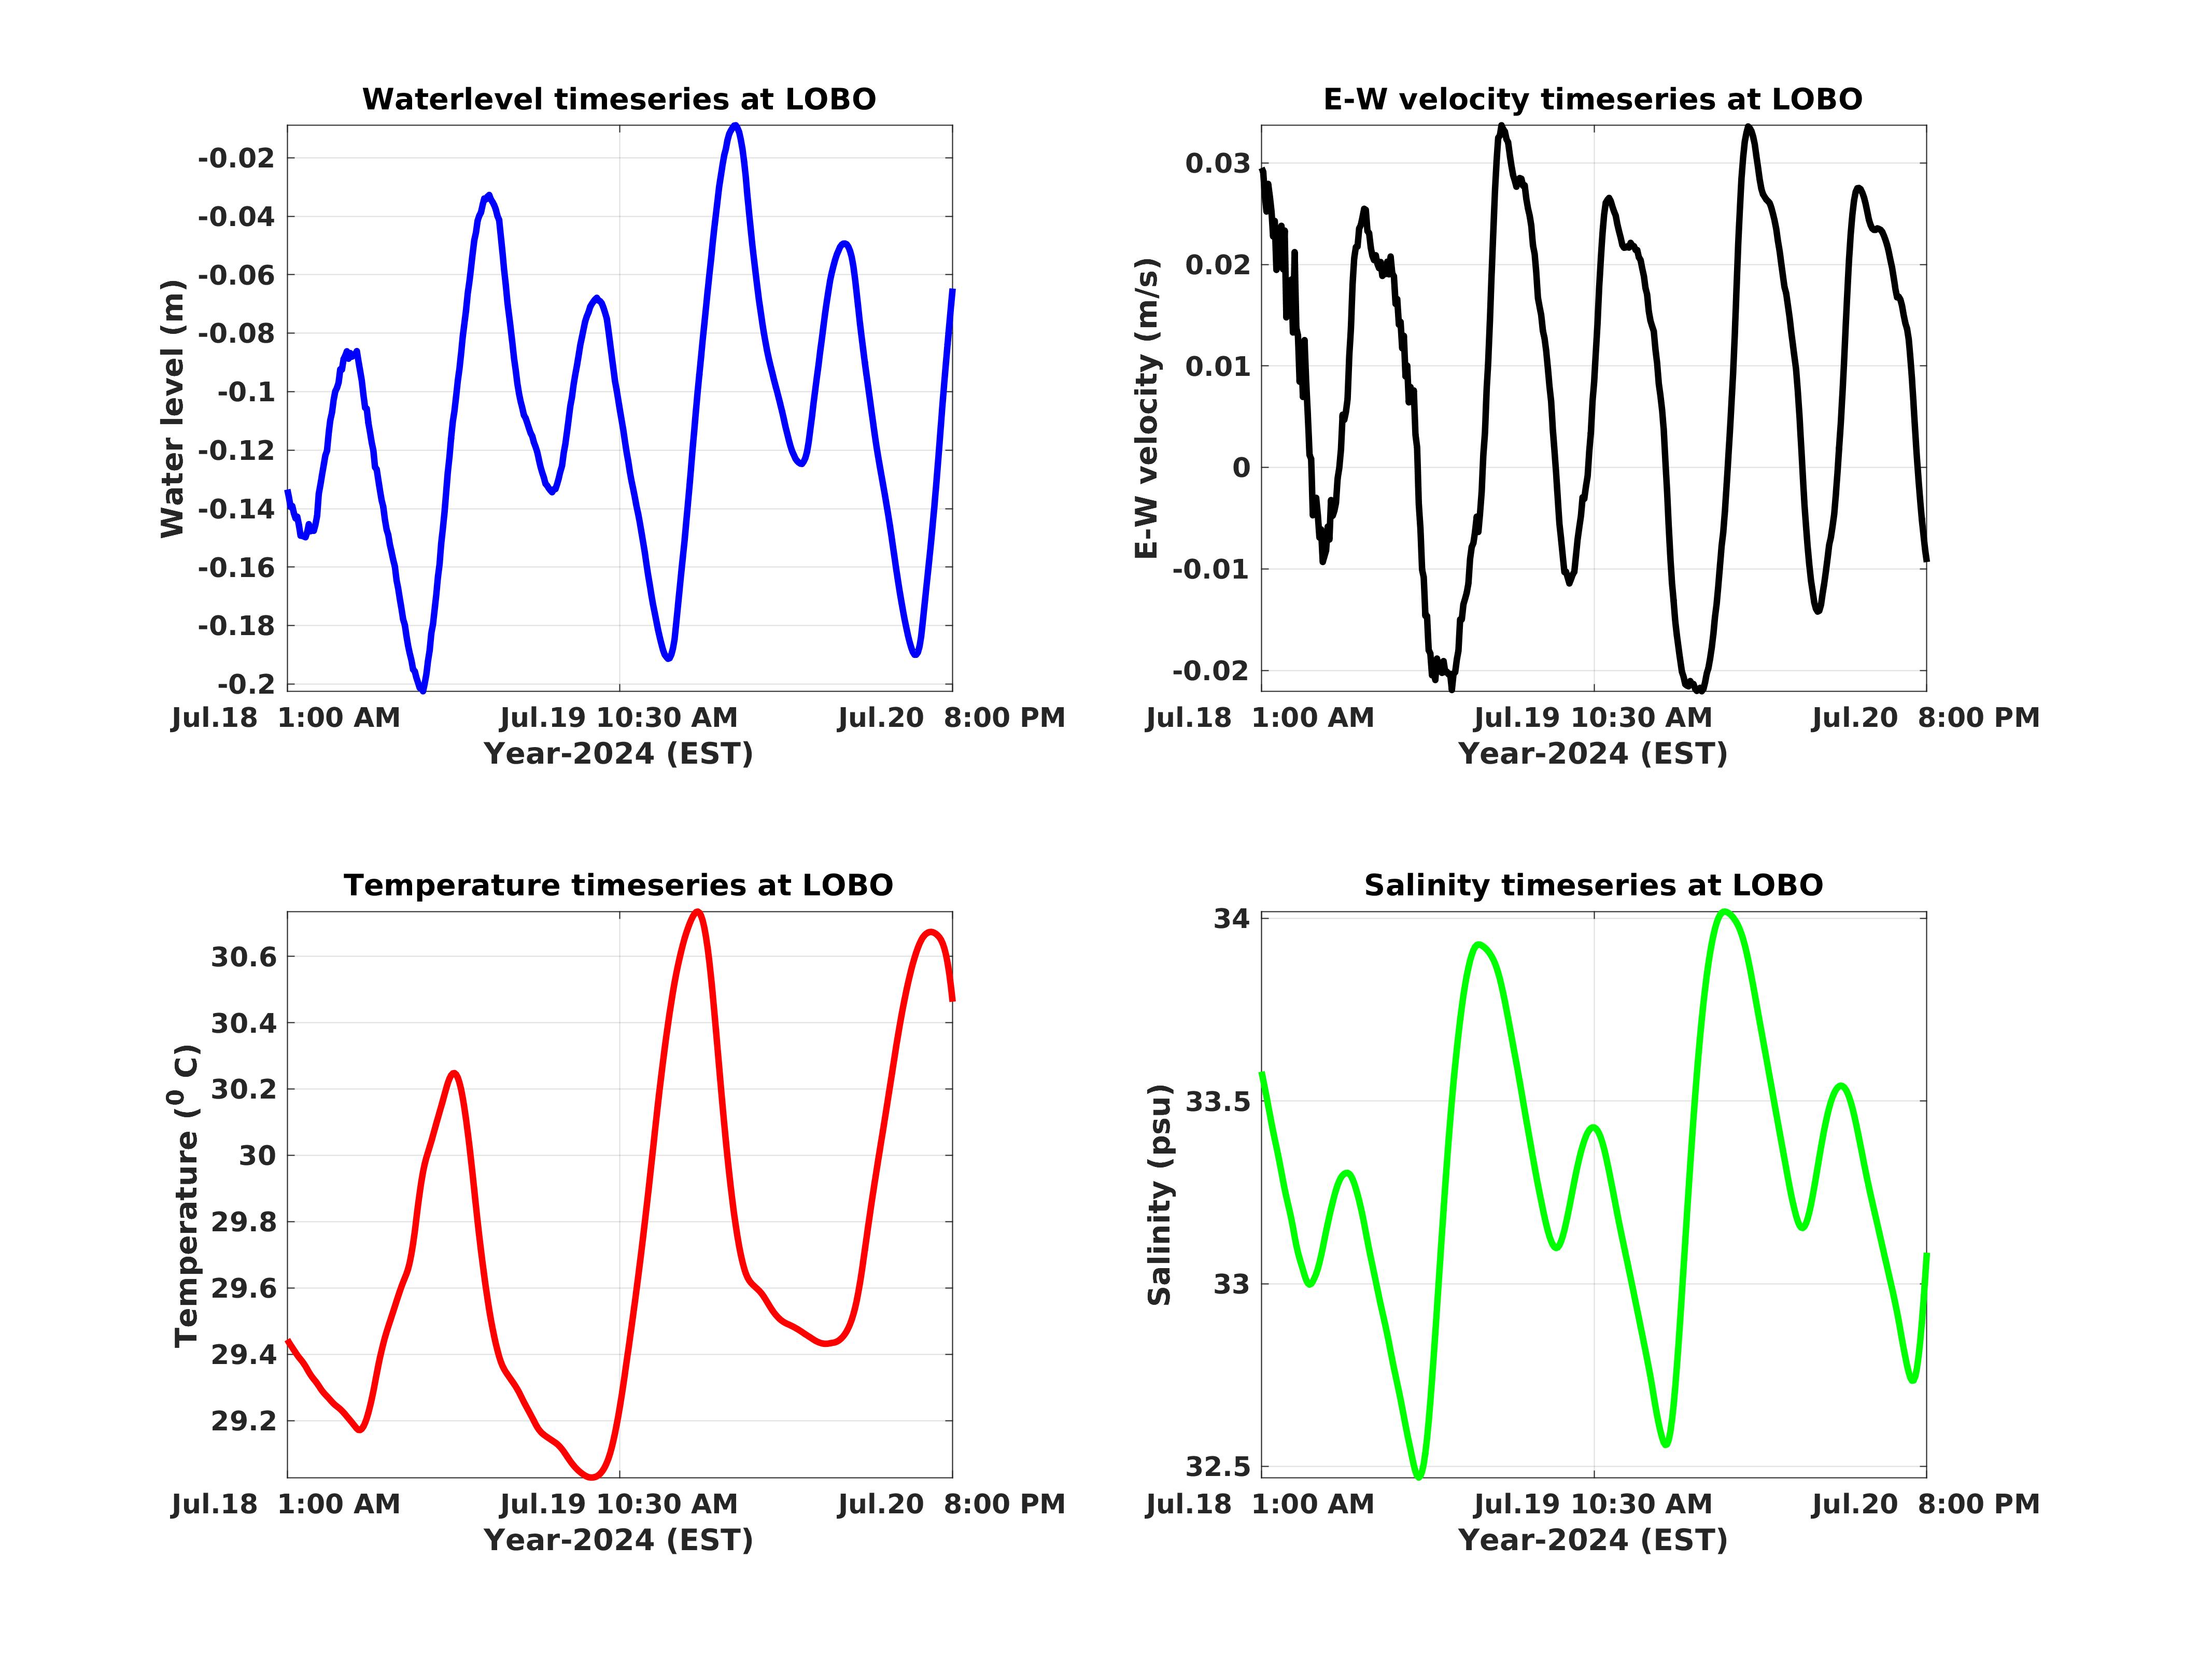 Waterlevel timeseries at LOBO
Water level (m)
-0.02
-0.04
-0.06
-0.08
-0.1
-0.12
-0.14
-0.16
-0.18
-0.2
Jul.18  1:00 AM
Jul.19 10:30 AM
Jul.20  8:00 PM
Year-2024 (EST)
E-W velocity timeseries at LOBO
E-W velocity (m/s)
0.03
0.02
0.01
0
-0.01
-0.02
Jul.18  1:00 AM
Jul.19 10:30 AM
Jul.20  8:00 PM
Year-2024 (EST)
Temperature timeseries at LOBO
Temperature (⁰ C)
30.6
30.4
30.2
30
29.8
29.6
29.4
29.2
Jul.18  1:00 AM
Jul.19 10:30 AM
Jul.20  8:00 PM
Year-2024 (EST)
Salinity timeseries at LOBO
Salinity (psu)
34
33.5
33
32.5
Jul.18  1:00 AM
Jul.19 10:30 AM
Jul.20  8:00 PM
Year-2024 (EST)